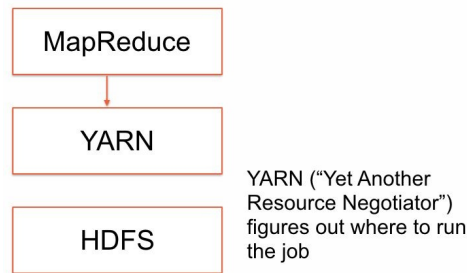 MapReduce
YARN
HDFS
YARN (“Yet Another
Resource Negotiator”)
figures out where to run
the job